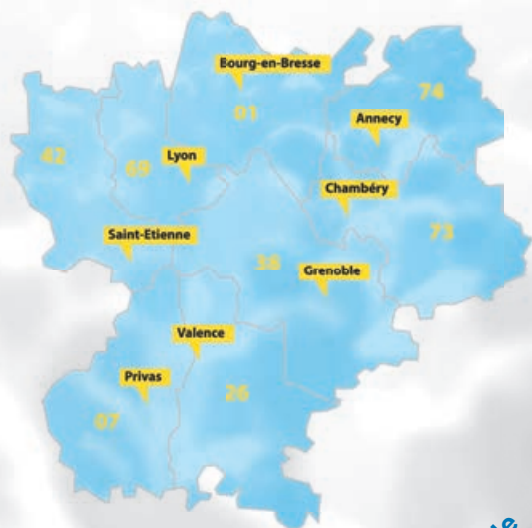 Bourg-en-Bresse
01
74
Annecy
42
69
Lyon
Chambéry
Saint-Etienne
73
38
Grenoble
Valence
Privas
26
07